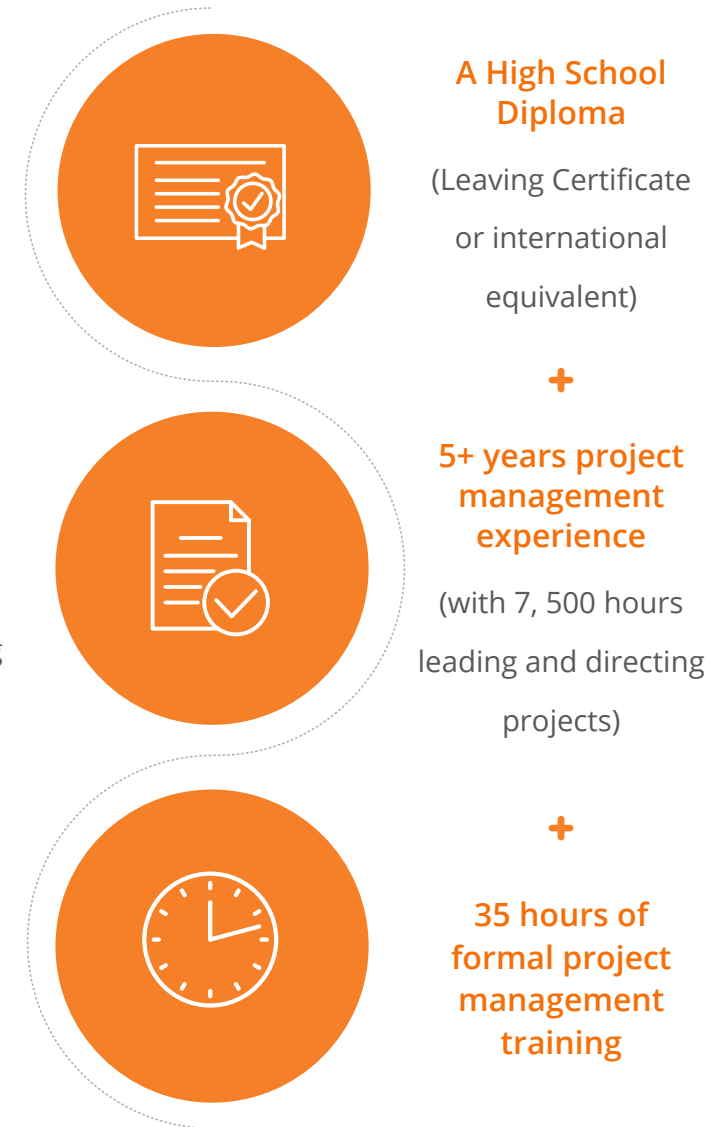 A High School
Diploma
(Leaving Certificate
or international
equivalent)
+
5+ years project
management
experience
(with 7, 500 hours
leading and directing
projects)
+
35 hours of
formal project
management
training